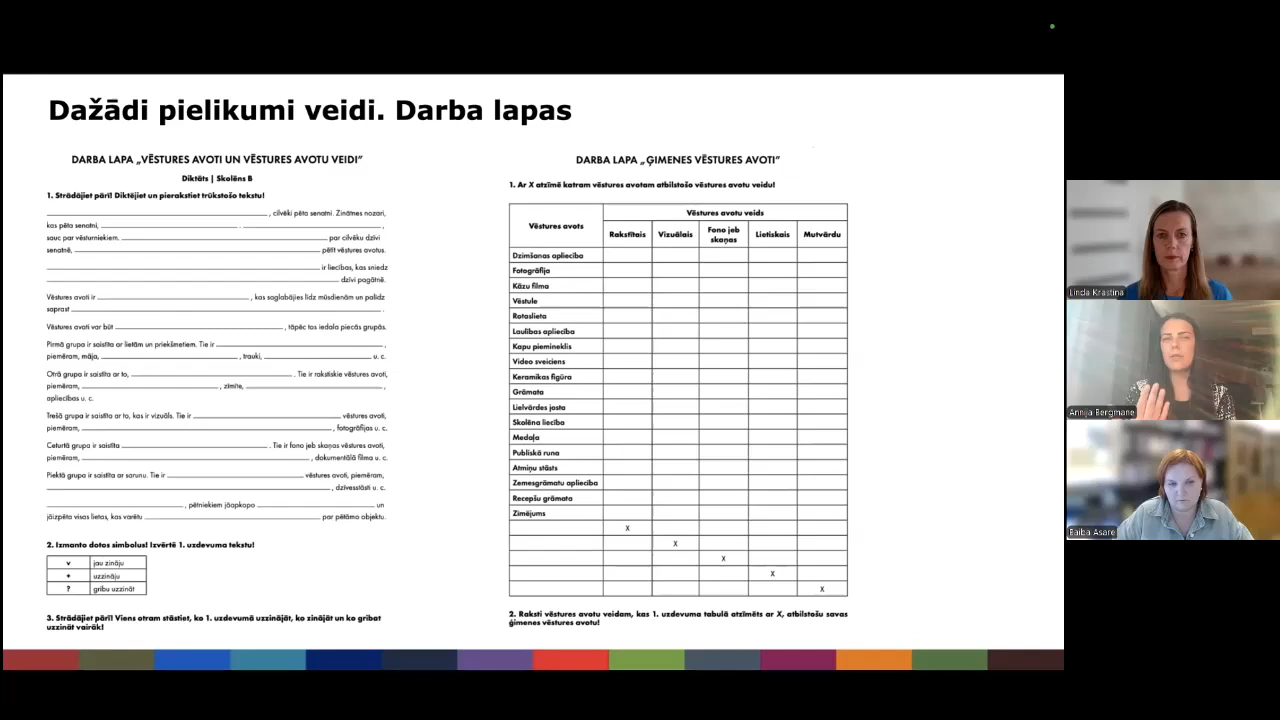 Dažādi pielikumi veidi. Darba lapas
DARBA LAPA „VĒSTURES AVOTI UN VĒSTURES AVOTU VEIDI”
Diktāts | Skolēns B
1. Strādājiet pārī! Diktējiet un pierakstiet trūkstošo tekstu!
, cilvēki pēta senatni. Zinātnes nozari,
kas pēta senatni, . ,
sauc par vēsturniekiem. par cilvēku dzīvi
senatnē, pētīt vēstures avotus.
ir liecības, kas sniedz
dzīvi pagātnē.
Vēstures avoti ir , kas saglabājies līdz mūsdienām un palīdz
saprast .
Vēstures avoti var būt , tāpēc tos iedala piecās grupās.
Pirmā grupa ir saistīta ar lietām un priekšmetiem. Tie ir ,
piemēram, māja, , trauki, u. c.
Otrā grupa ir saistīta ar to, . Tie ir rakstiskie vēstures avoti,
piemēram, , zīmīte, ,
apliecības u. c.
Trešā grupa ir saistīta ar to, kas ir vizuāls. Tie ir vēstures avoti,
piemēram, , fotogrāfijas u. c.
Ceturtā grupa ir saistīta . Tie ir fono jeb skaņas vēstures avoti,
piemēram, , dokumentālā filma u. c.
Piektā grupa ir saistīta ar sarunu. Tie ir vēstures avoti, piemēram,
, dzīvesstāsti u. c.
, pētniekiem jāapkopo un
jāizpēta visas lietas, kas varētu par pētāmo objektu.
2. Izmanto dotos simbolus! Izvērtē 1. uzdevuma tekstu!
v jau zināju
+ uzzināju
? gribu uzzināt
3. Strādājiet pārī! Viens otram stāstiet, ko 1. uzdevumā uzzinājāt, ko zinājāt un ko gribat
uzzināt vairāk!
DARBA LAPA „ĢIMENES VĒSTURES AVOTI”
1. Ar X atzīmē katram vēstures avotam atbilstošo vēstures avotu veidu!
Vēstures avots
Vēstures avotu veids
Rakstītais Vizuālais Fono jeb skaņas Lietiskais Mutvārdu
Dzimšanas apliecība
Fotogrāfija
Kāzu filma
Vēstule
Rotaslieta
Laulības apliecība
Kapu piemineklis
Video sveiciens
Keramikas figūra
Grāmata
Lielvārdes josta
Skolēna liecība
Medaļa
Publiskā runa
Atmiņu stāsts
Zemesgrāmatu apliecība
Recepšu grāmata
Zīmējums
X
X
X
X
X
2. Raksti vēstures avotu veidam, kas 1. uzdevuma tabulā atzīmēts ar X, atbilstošu savas
ģimenes vēstures avotu!
Linda Krastiņa
Annija Bergmane
Baiba Asare